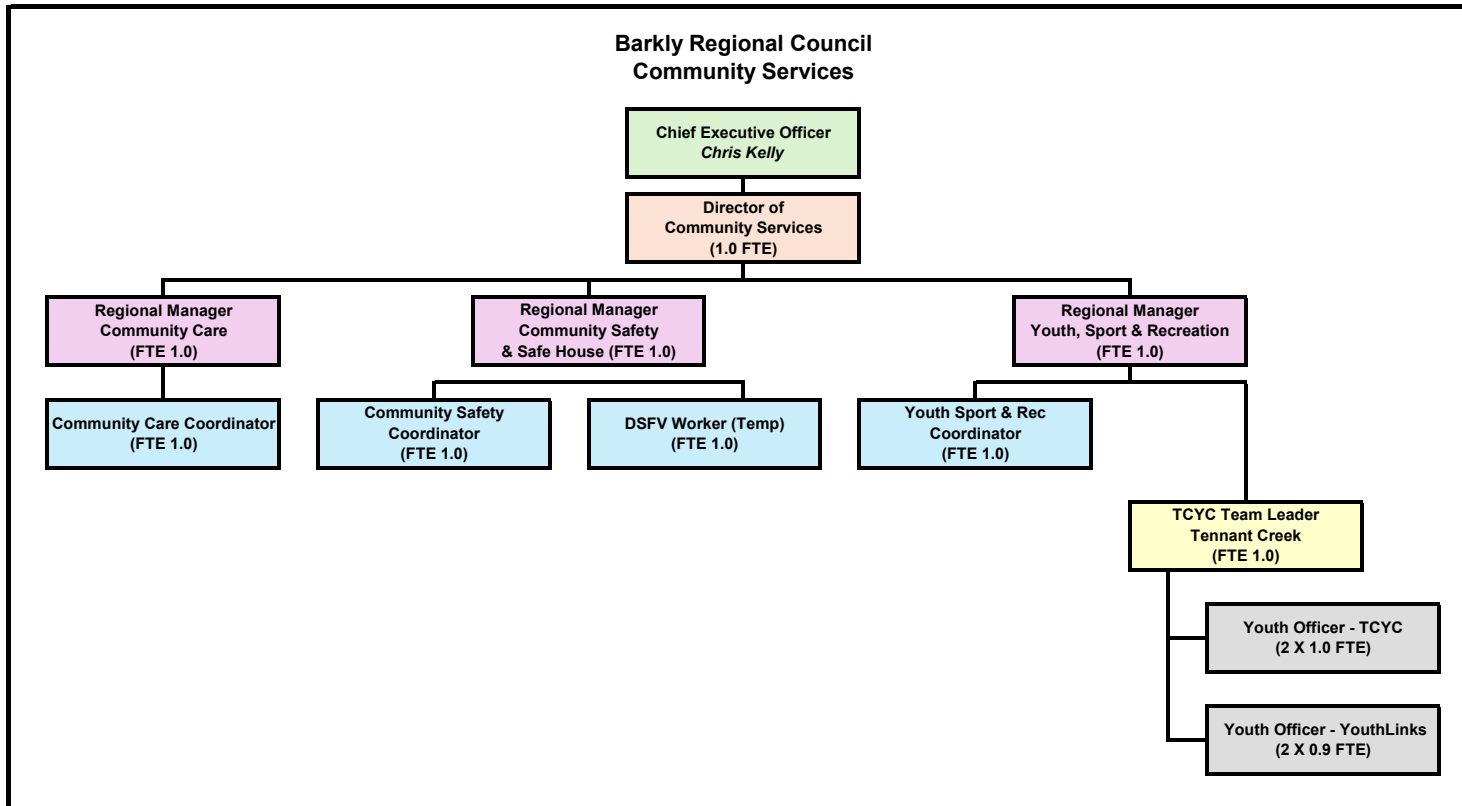 Barkly Regional Council
Community Services
Chief Executive Officer
Chris Kelly
Director of
Community Services
(1.0 FTE)
Regional Manager
Community Care
(FTE 1.0)
Regional Manager
Community Safety
& Safe House (FTE 1.0)
Regional Manager
Youth, Sport & Recreation
(FTE 1.0)
Community Care Coordinator
(FTE 1.0)
Community Safety
Coordinator
(FTE 1.0)
DSFV Worker (Temp)
(FTE 1.0)
Youth Sport & Rec
Coordinator
(FTE 1.0)
TCYC Team Leader
Tennant Creek
(FTE 1.0)
Youth Officer - TCYC
(2 X 1.0 FTE)
Youth Officer - YouthLinks
(2 X 0.9 FTE)